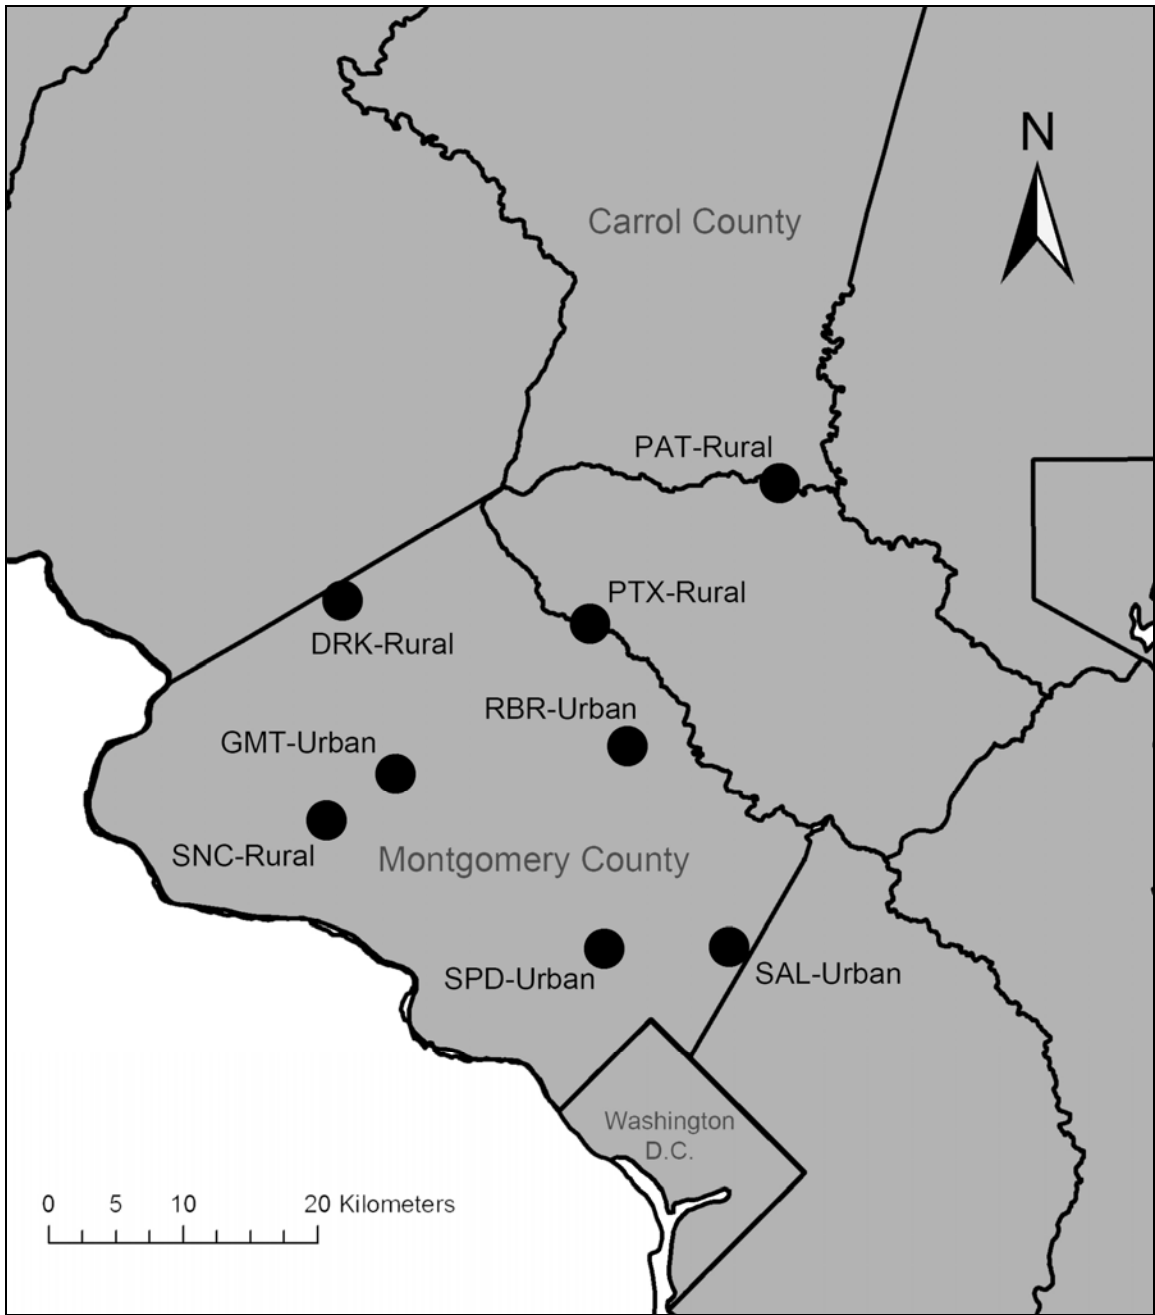 N
Carrol County
PAT-Rural
PTX-Rural
DRK-Rural
RBR-Urban
GMT-Urban
SNC-Rural
Montgomery County
SPD-Urban
SAL-Urban
Washington
D.C.
0 5 10 20 Kilometers